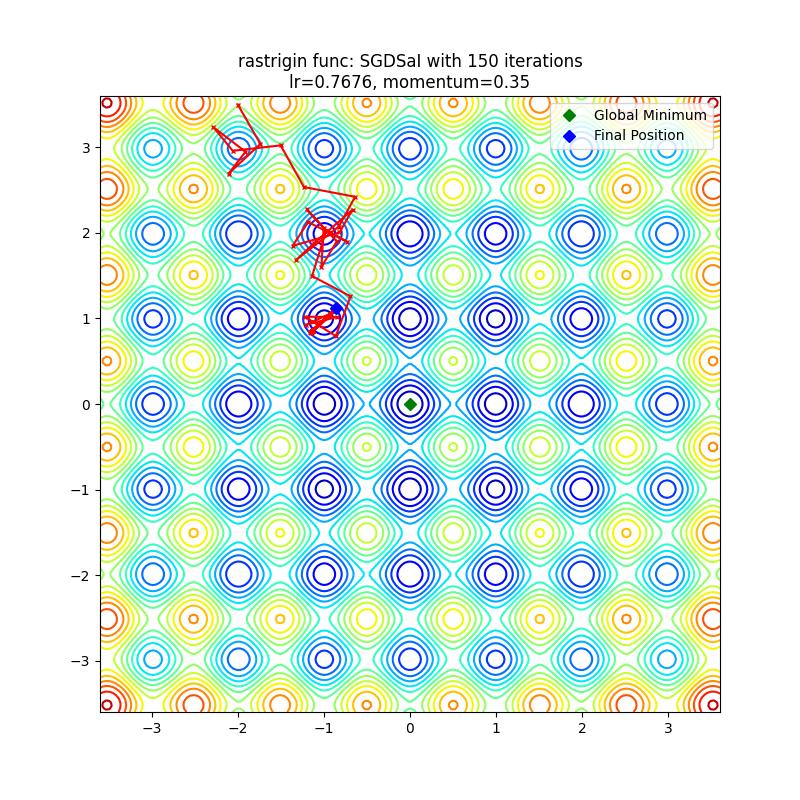 rastrigin func: SGDSaI with 150 iterations
lr=0.7676, momentum=0.35
Global Minimum
Final Position
3
2
1
0
−1
−2
−3
−3 −2 −1 0 1 2 3